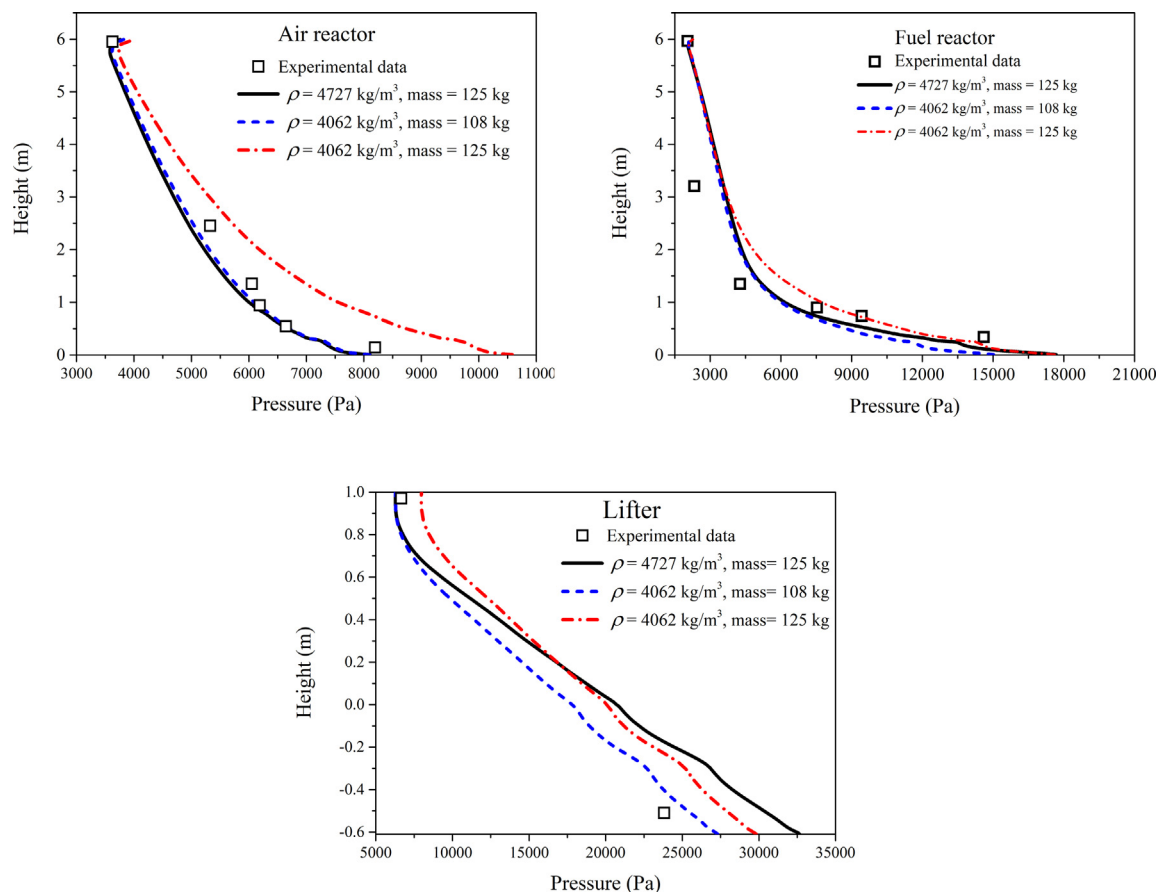 Air reactor
Experimental data
ρ = 4727 kg/m³, mass = 125 kg
ρ = 4062 kg/m³, mass = 108 kg
ρ = 4062 kg/m³, mass = 125 kg
Height (m)
6
5
4
3
2
1
0
3000 4000 5000 6000 7000 8000 9000 10000 11000
Pressure (Pa)
Fuel reactor
Experimental data
ρ = 4727 kg/m³, mass = 125 kg
ρ = 4062 kg/m³, mass = 108 kg
ρ = 4062 kg/m³, mass = 125 kg
Height (m)
6
5
4
3
2
1
0
3000 6000 9000 12000 15000 18000 21000
Pressure (Pa)
Lifter
Experimental data
ρ = 4727 kg/m³, mass= 125 kg
ρ = 4062 kg/m³, mass= 108 kg
ρ = 4062 kg/m³, mass= 125 kg
Height (m)
1.0
0.8
0.6
0.4
0.2
0.0
-0.2
-0.4
-0.6
5000 10000 15000 20000 25000 30000 35000
Pressure (Pa)